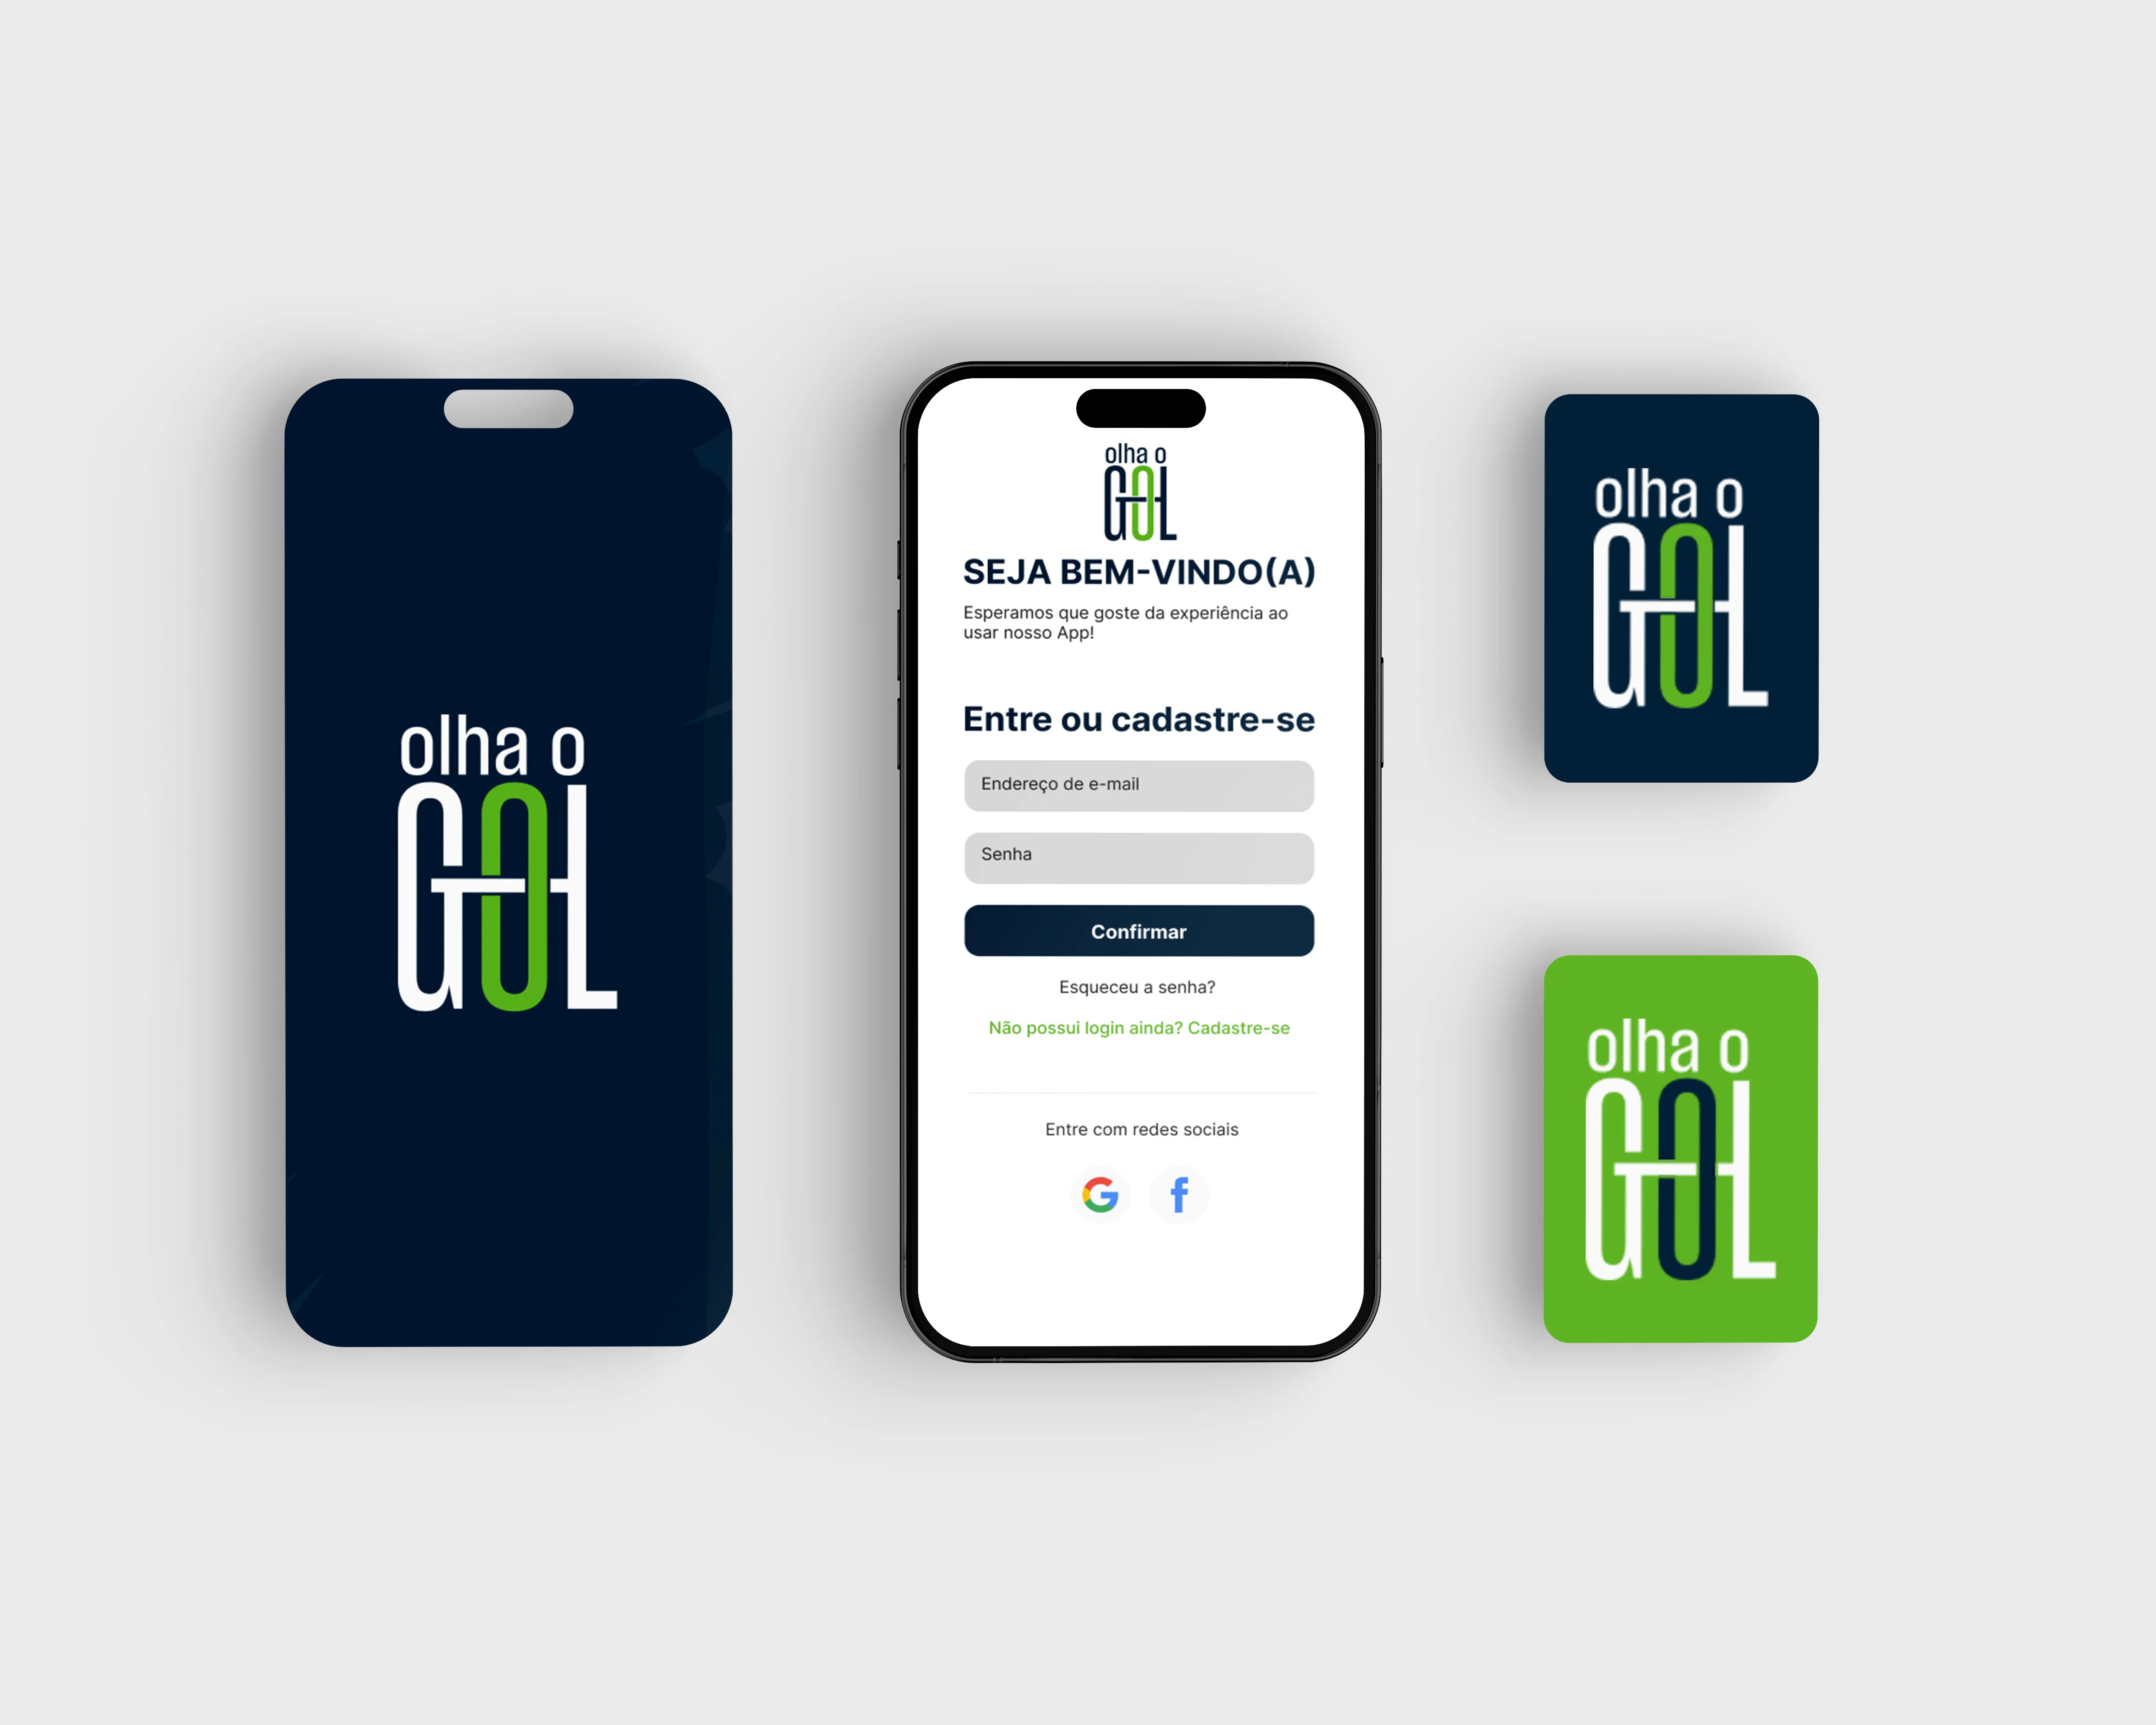 olha o
GOL
olha o
GOL
SEJA BEM-VINDO(A)
Esperamos que goste da experiência ao
usar nosso App!
Entre ou cadastre-se
Endereço de e-mail
Senha
Confirmar
Esqueceu a senha?
Não possui login ainda? Cadastre-se
Entre com redes sociais
G f
olha o
GOL
olha o
GOL